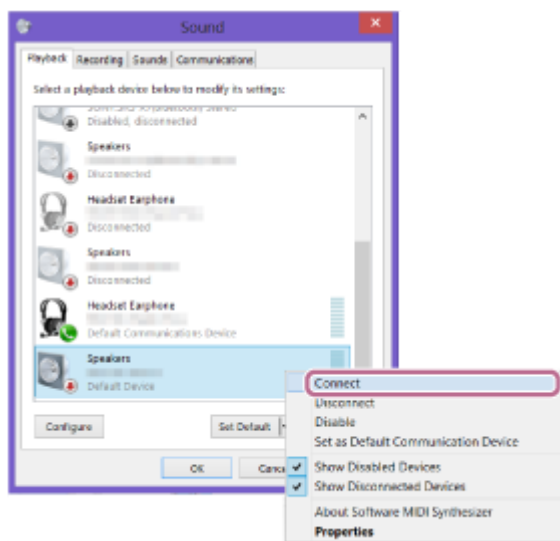 Sound
Playback Recording Sounds Communications
Select a playback device below to modify its settings:
Disabled, disconnected
Speakers
Disconnected
Headset Earphone
Disconnected
Speakers
Disconnected
Headset Earphone
Default Communications Device
Speakers
Default Device
Configure
Set Default
OK
Connect
Disconnect
Disable
Set as Default Communication Device
Show Disabled Devices
Show Disconnected Devices
About Software MIDI Synthesizer
Properties